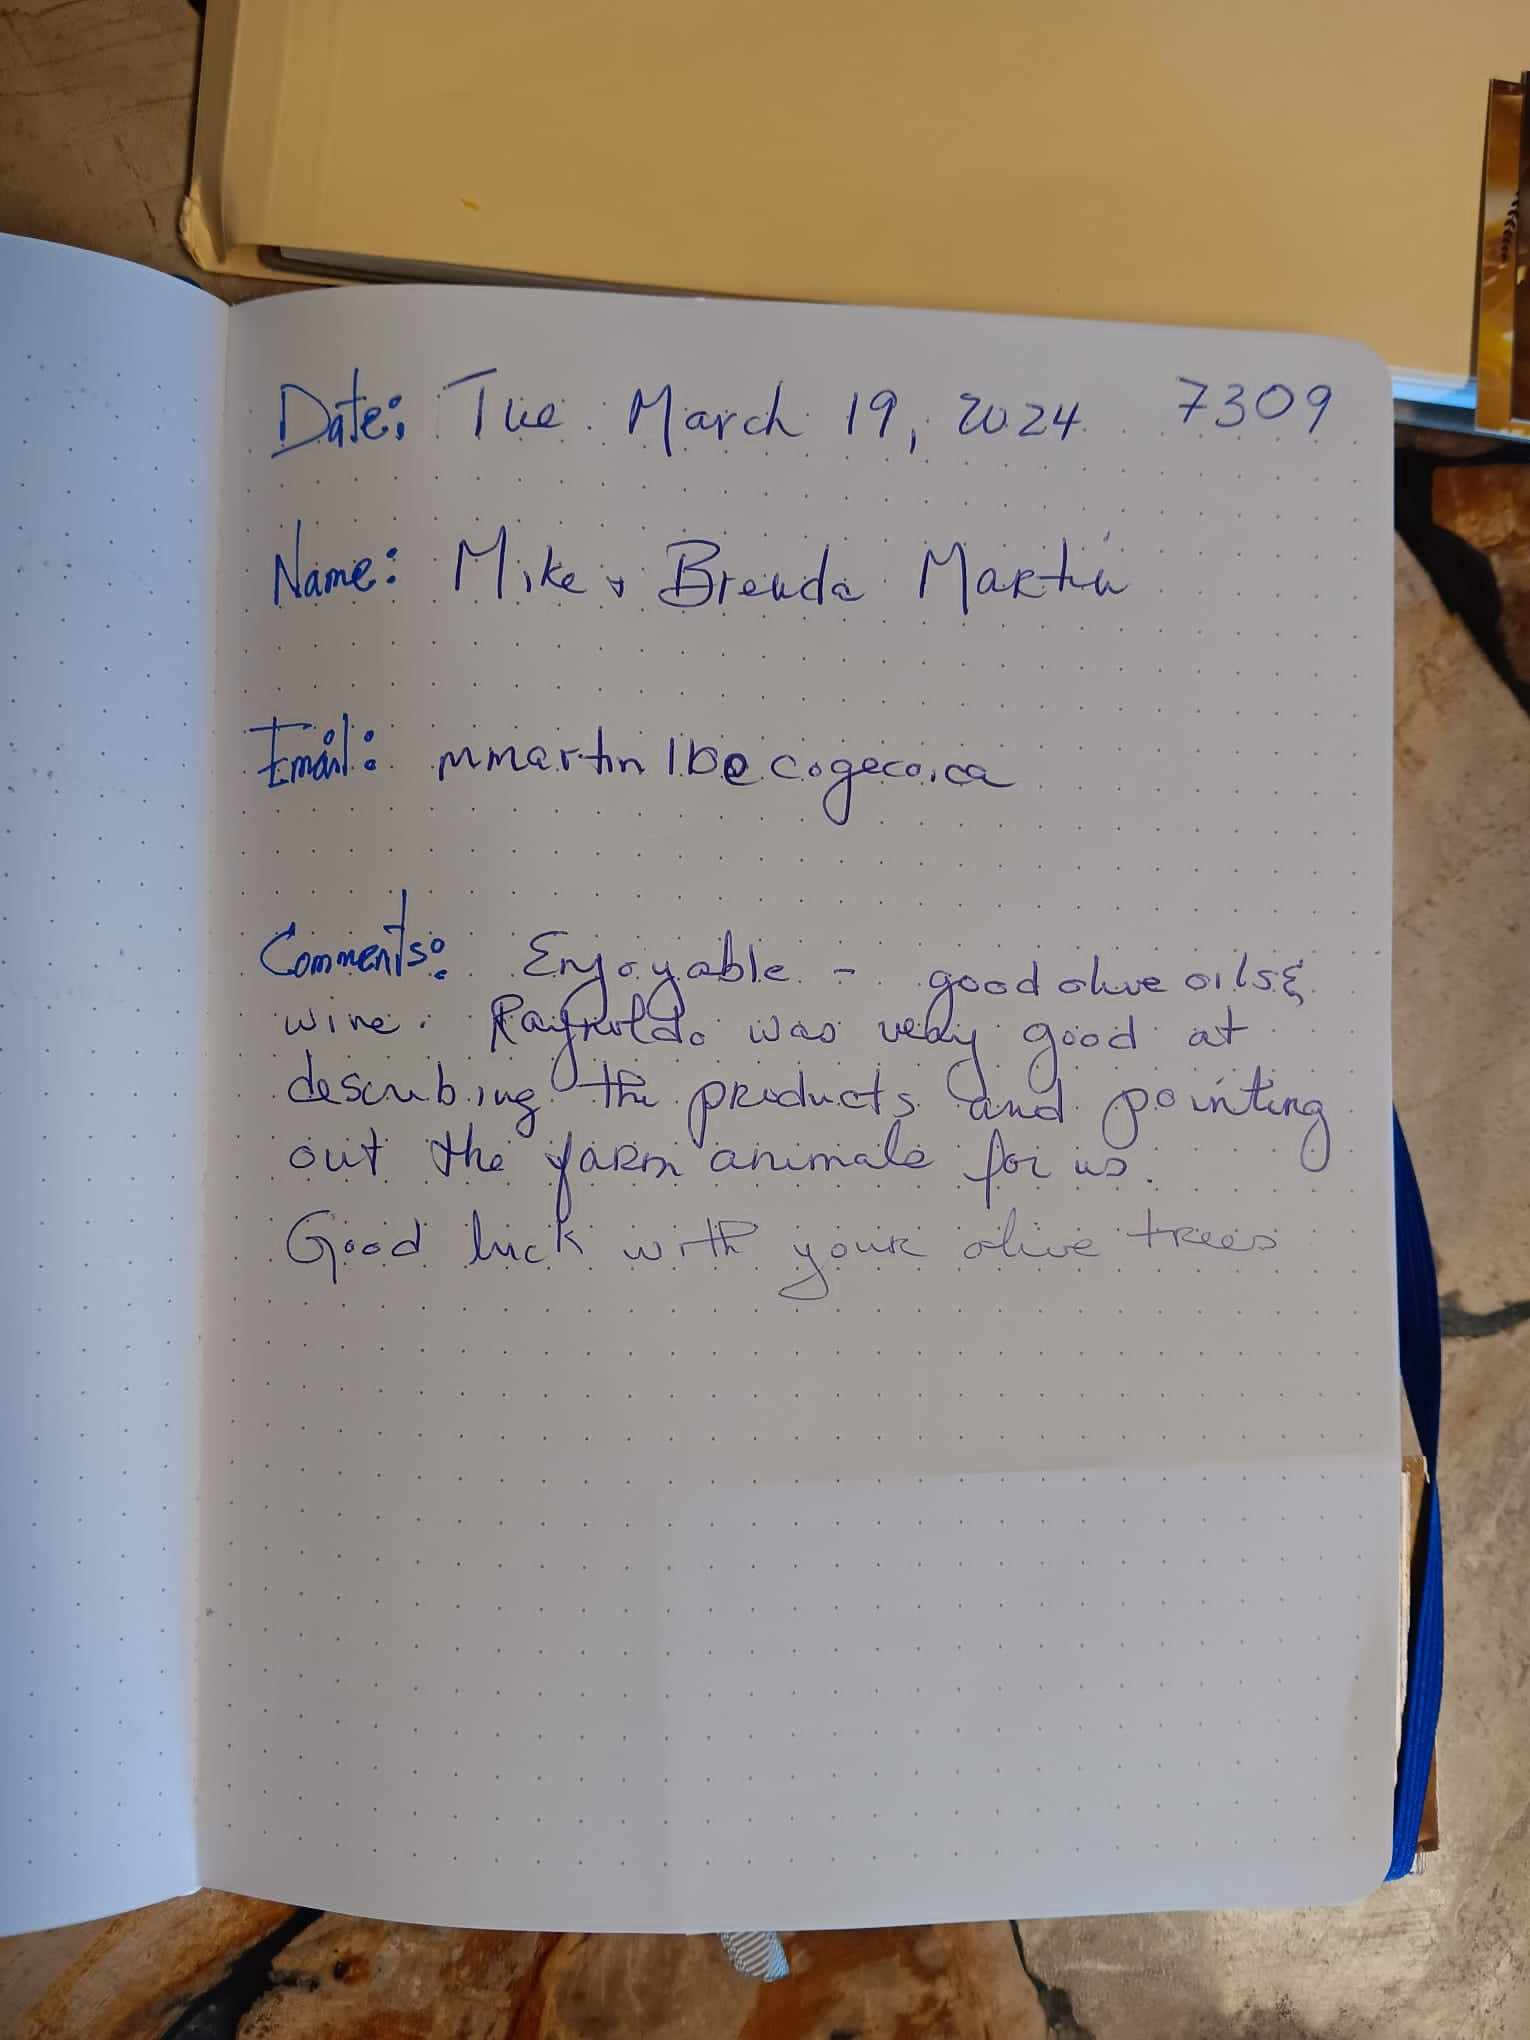 Date: Tue. March 19, 2024 7309
Name: Mike & Brenda Martin
Email: mmartin1b@cogeco.ca
Comments: Enjoyable - good olive oils &
wine. Raynoldo was very good at
describing the products and pointing
out the farm animals for us.
Good luck with your olive trees